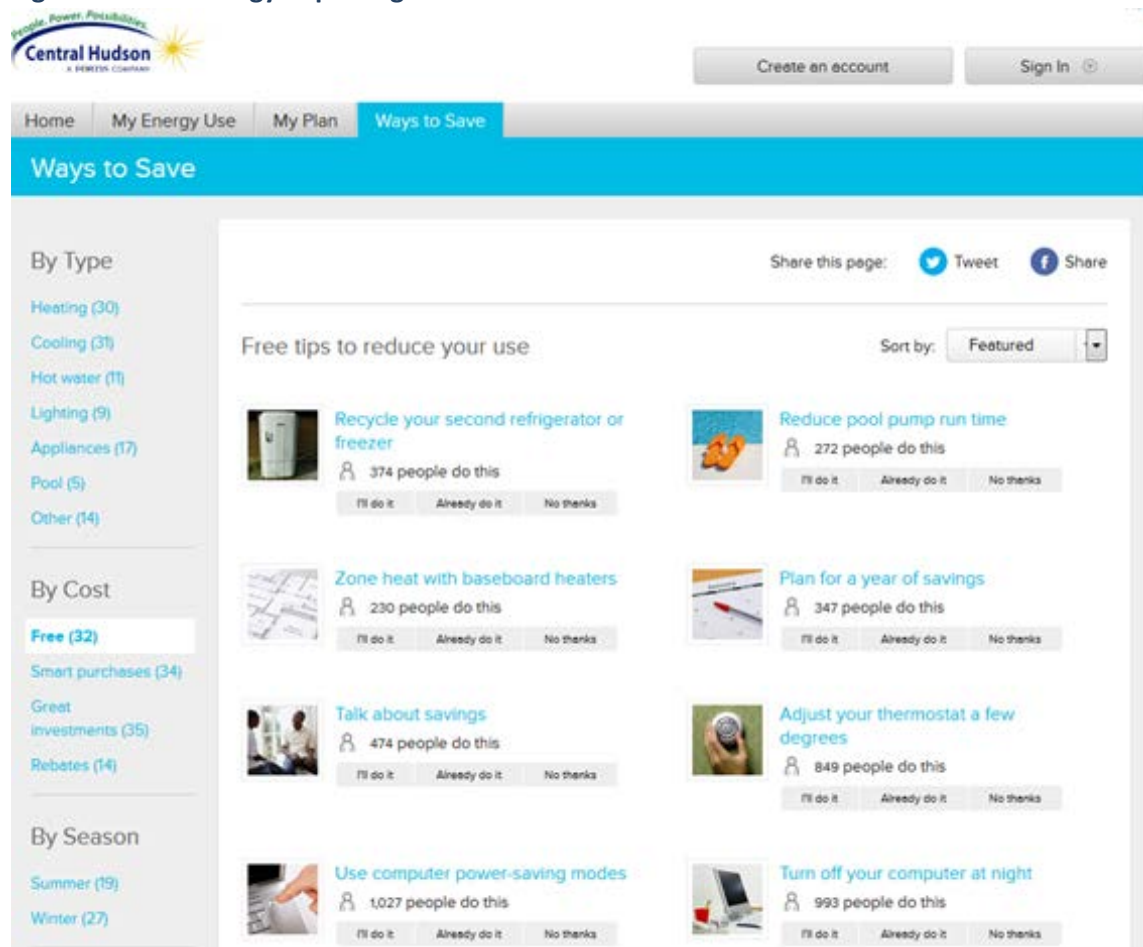 People. Power. Possibilities.
Central Hudson
A FORTIS COMPANY
Create an account
Sign In
Home
My Energy Use
My Plan
Ways to Save
Ways to Save
By Type
Heating (30)
Cooling (31)
Hot water (11)
Lighting (9)
Appliances (17)
Pool (5)
Other (14)
By Cost
Free (32)
Smart purchases (34)
Great
investments (35)
Rebates (14)
By Season
Summer (19)
Winter (27)
Share this page:
Tweet
Share
Free tips to reduce your use
Sort by:
Featured
Recycle your second refrigerator or
freezer
374 people do this
I'll do it
Already do it
No thanks
Reduce pool pump run time
272 people do this
I'll do it
Already do it
No thanks
Zone heat with baseboard heaters
230 people do this
I'll do it
Already do it
No thanks
Plan for a year of savings
347 people do this
I'll do it
Already do it
No thanks
Talk about savings
474 people do this
I'll do it
Already do it
No thanks
Adjust your thermostat a few
degrees
849 people do this
I'll do it
Already do it
No thanks
Use computer power-saving modes
1,027 people do this
I'll do it
Already do it
No thanks
Turn off your computer at night
993 people do this
I'll do it
Already do it
No thanks